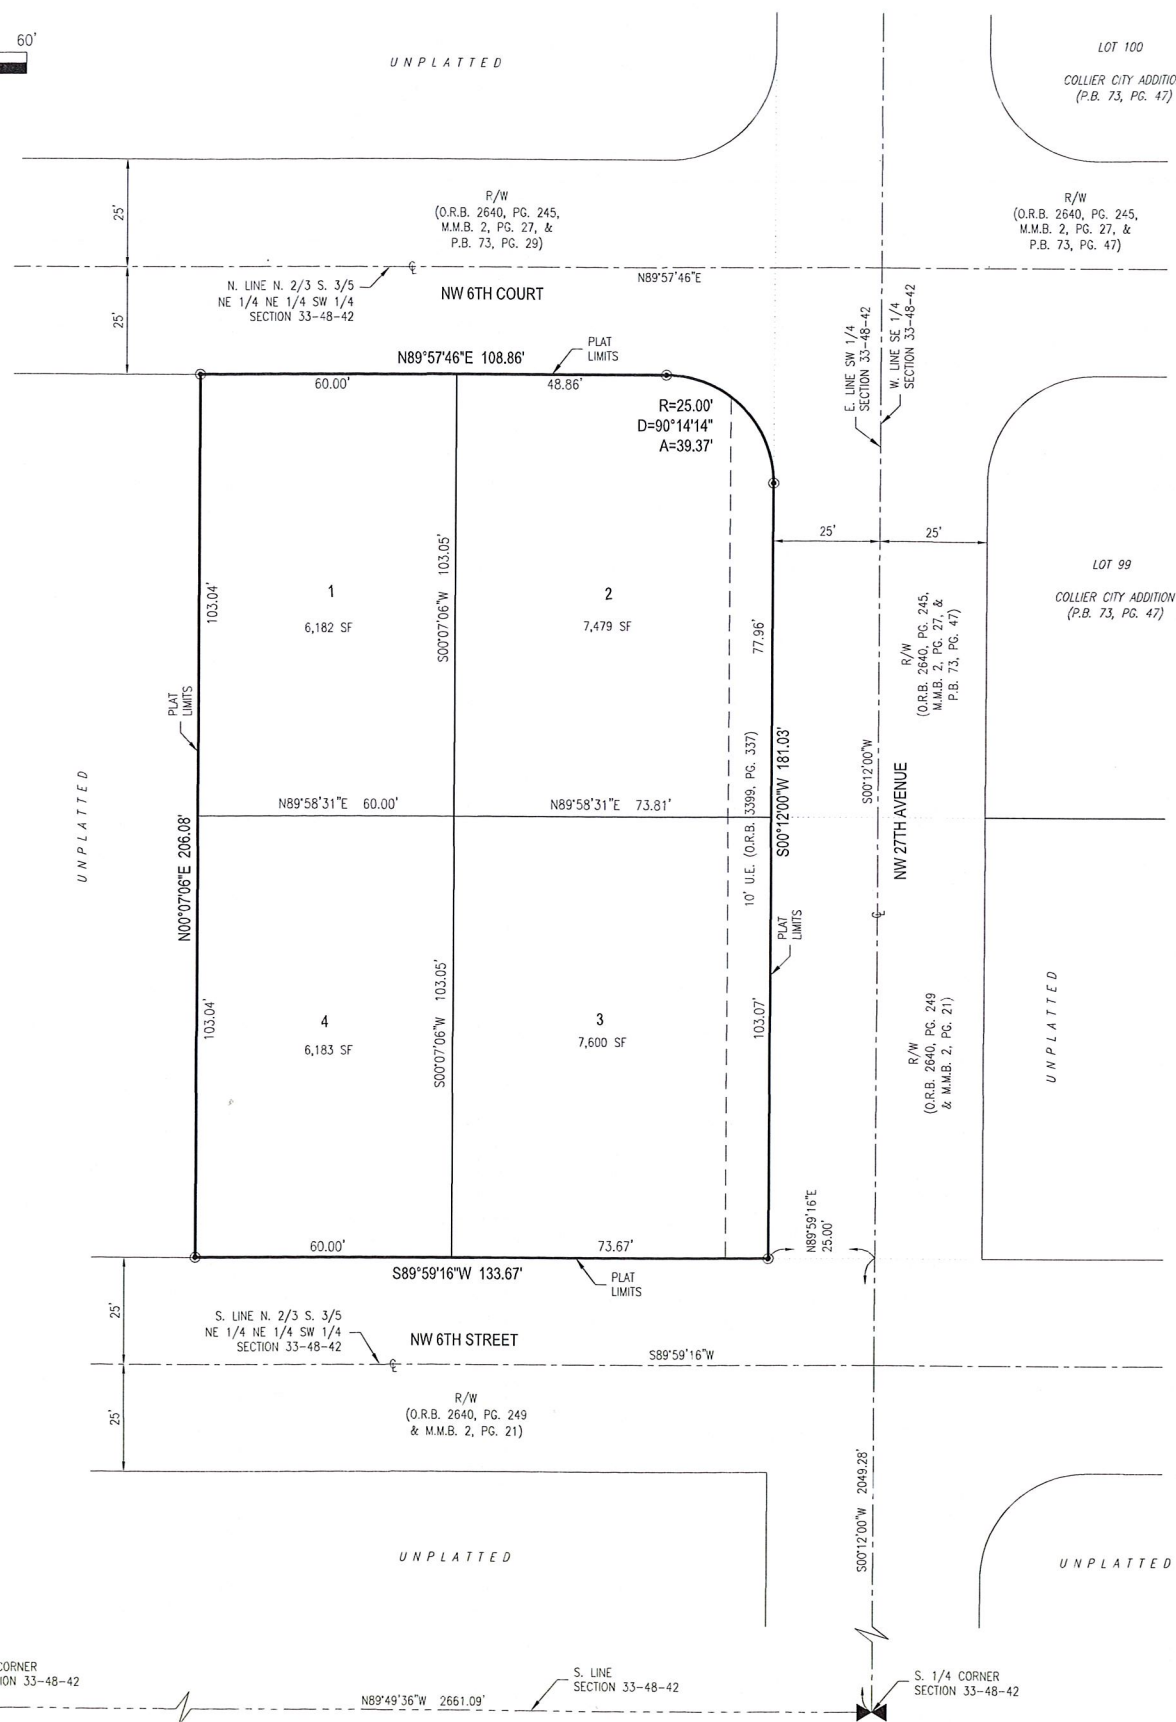 60'
UNPLATTED
LOT 100
COLLIER CITY ADDITIO
(P.B. 73, PG. 47)
25'
R/W
(O.R.B. 2640, PG. 245,
M.M.B. 2, PG. 27, &
P.B. 73, PG. 29)
R/W
(O.R.B. 2640, PG. 245,
M.M.B. 2, PG. 27, &
P.B. 73, PG. 47)
N89°57'46"E
N. LINE N. 2/3 S. 3/5
NE 1/4 NE 1/4 SW 1/4
SECTION 33-48-42
NW 6TH COURT
25'
E. LINE SW 1/4
SECTION 33-48-42
W. LINE SE 1/4
SECTION 33-48-42
PLAT
LIMITS
N89°57'46"E 108.86'
60.00'
48.86'
R=25.00'
D=90°14'14"
A=39.37'
25'
25'
103.04'
1
6,182 SF
S00°07'06"W 103.05'
2
7,479 SF
77.96'
LOT 99
COLLIER CITY ADDITION
(P.B. 73, PG. 47)
R/W
(O.R.B. 2640, PG. 245,
M.M.B. 2, PG. 27, &
P.B. 73, PG. 47)
PLAT
LIMITS
UNPLATTED
N00°07'06"E 206.08'
N89°58'31"E 60.00'
N89°58'31"E 73.81'
10' U.E. (O.R.B. 3399, PG. 337)
S00°12'00"W 181.03'
S00°12'00"W
NW 27TH AVENUE
PLAT
LIMITS
103.04'
4
6,183 SF
S00°07'06"W 103.05'
3
7,600 SF
103.07'
R/W
(O.R.B. 2640, PG. 249
& M.M.B. 2, PG. 21)
UNPLATTED
N89°59'16"E
25.00'
60.00'
73.67'
S89°59'16"W 133.67'
PLAT
LIMITS
25'
S. LINE N. 2/3 S. 3/5
NE 1/4 NE 1/4 SW 1/4
SECTION 33-48-42
NW 6TH STREET
S89°59'16"W
25'
R/W
(O.R.B. 2640, PG. 249
& M.M.B. 2, PG. 21)
S00°12'00"W 2049.28'
UNPLATTED
UNPLATTED
CORNER
ION 33-48-42
S. LINE
SECTION 33-48-42
S. 1/4 CORNER
SECTION 33-48-42
N89°49'36"W 2661.09'